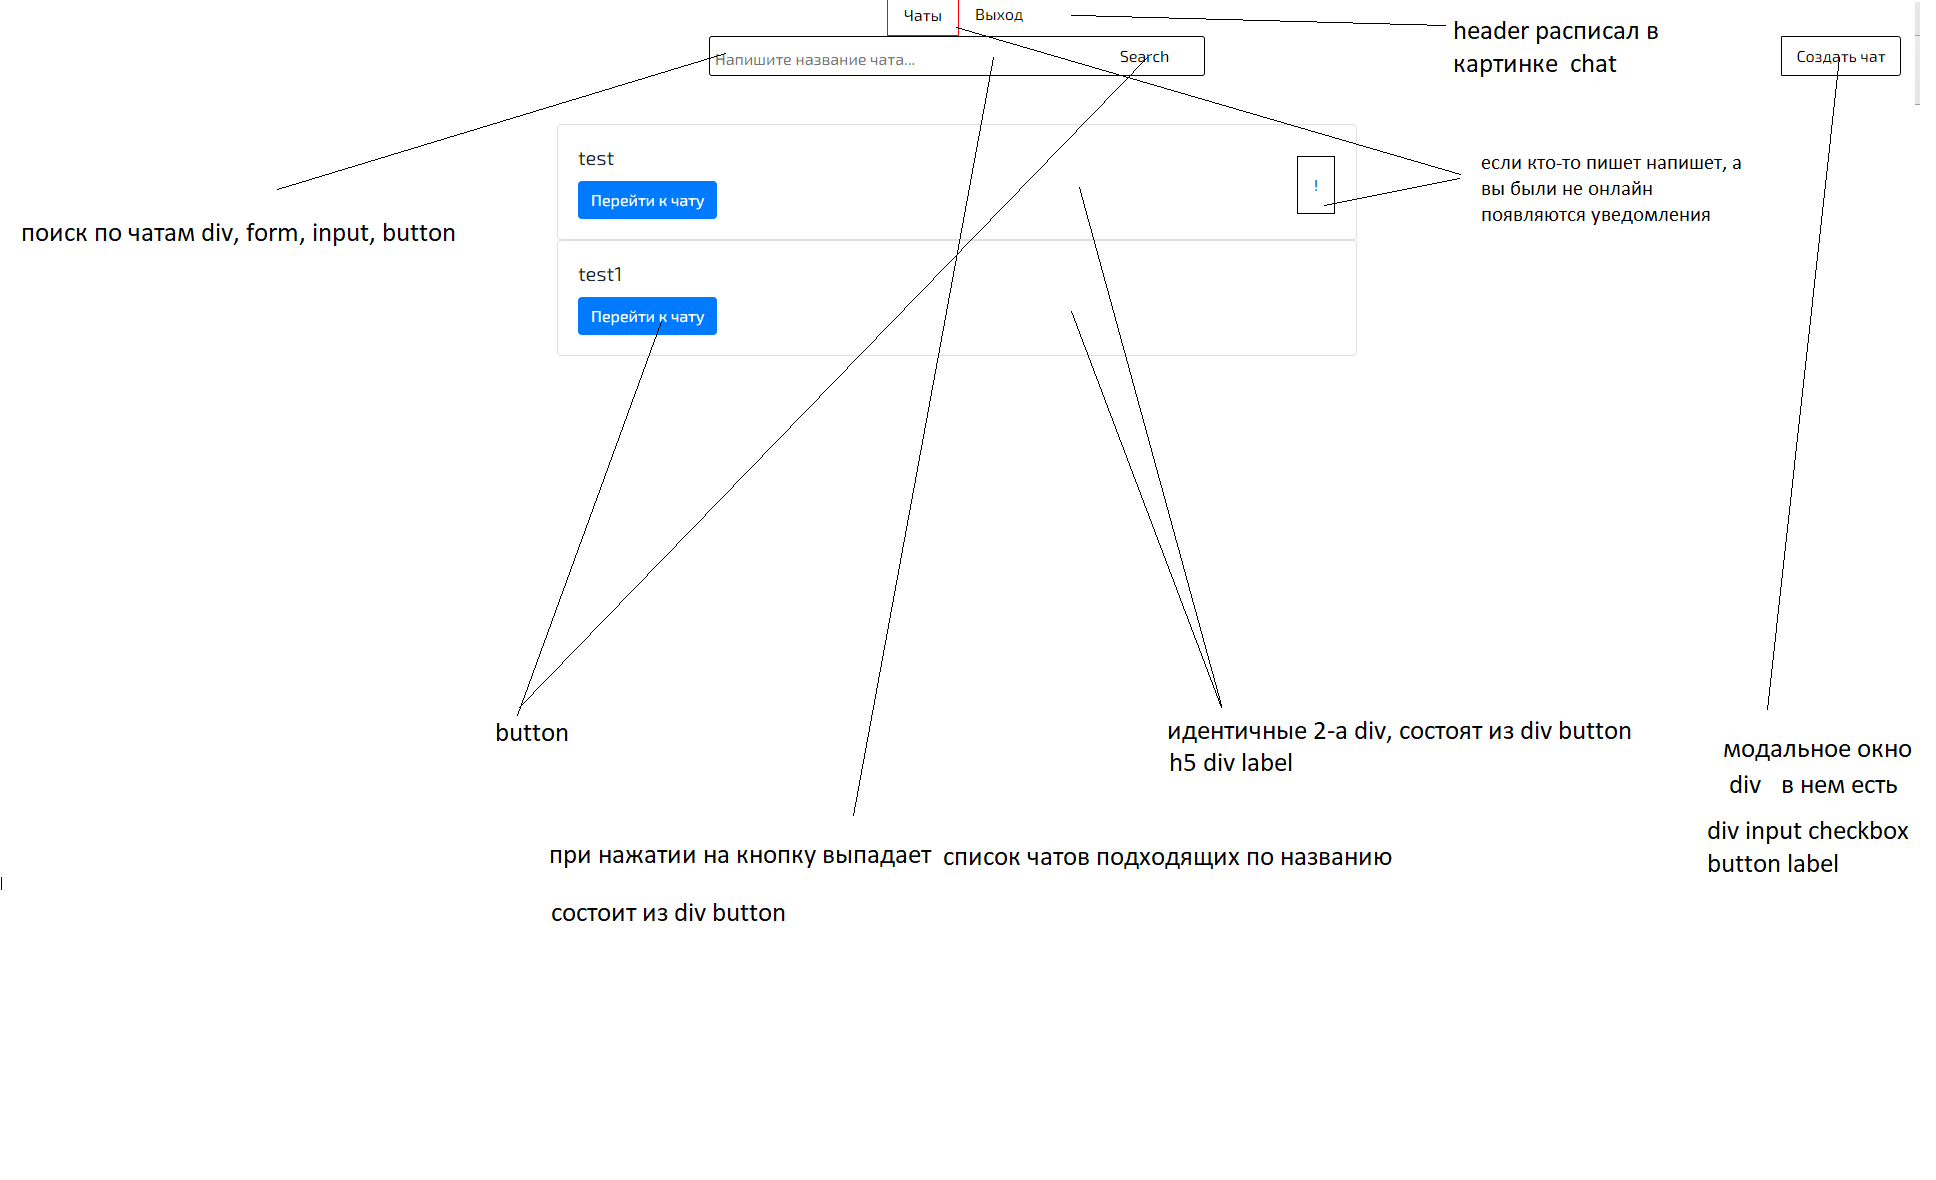 Чаты Выход
header расписал в
картинке chat
Напишите название чата... Search
Создать чат
test
Перейти к чату
!
если кто-то пишет напишет, а
вы были не онлайн
появляются уведомления
поиск по чатам div, form, input, button
test1
Перейти к чату
button
идентичные 2-а div, состоят из div button
h5 div label
модальное окно
div в нем есть
div input checkbox
button label
при нажатии на кнопку выпадает список чатов подходящих по названию
состоит из div button